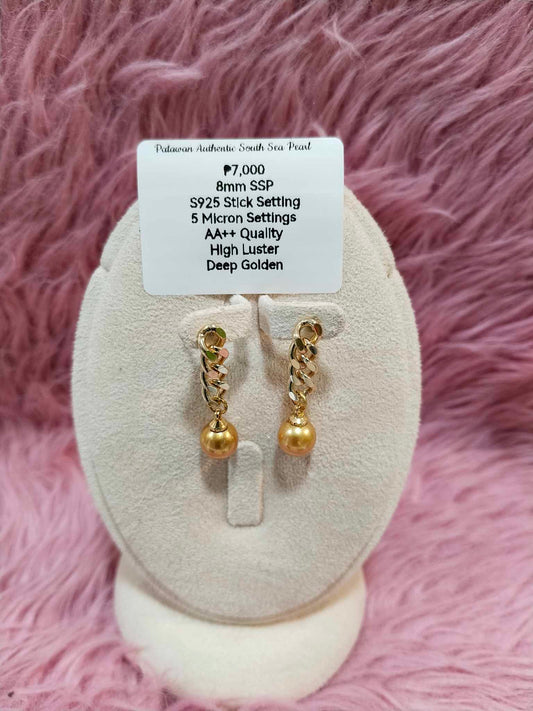 Palawan Authentic South Sea Pearl
₱7,000
8mm SSP
S925 Stick Setting
5 Micron Settings
AA++ Quality
High Luster
Deep Golden